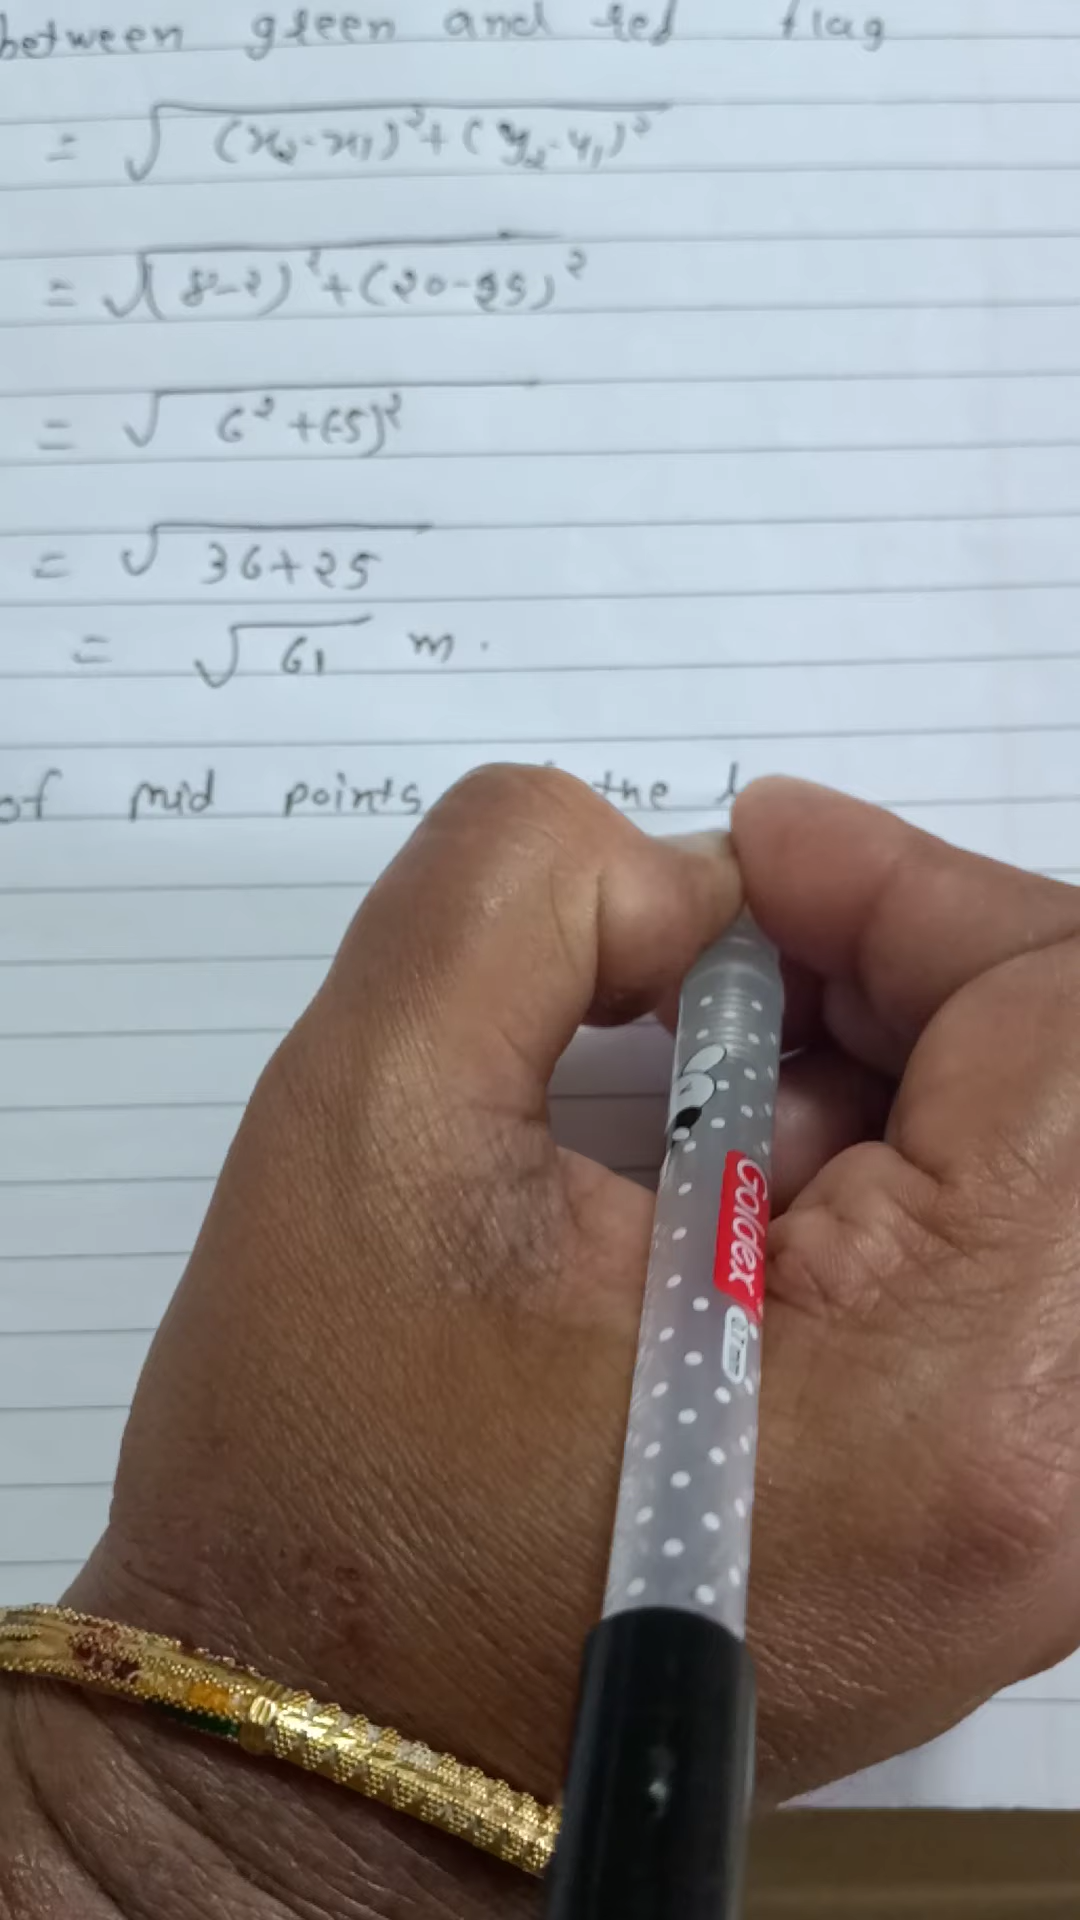 between green and red flag
= √(x₂-x₁)²+(y₂-y₁)²
= √(8-2)²+(20-25)²
= √6²+(-5)²
= √36+25
= √61 m.
of mid points the
Goldex